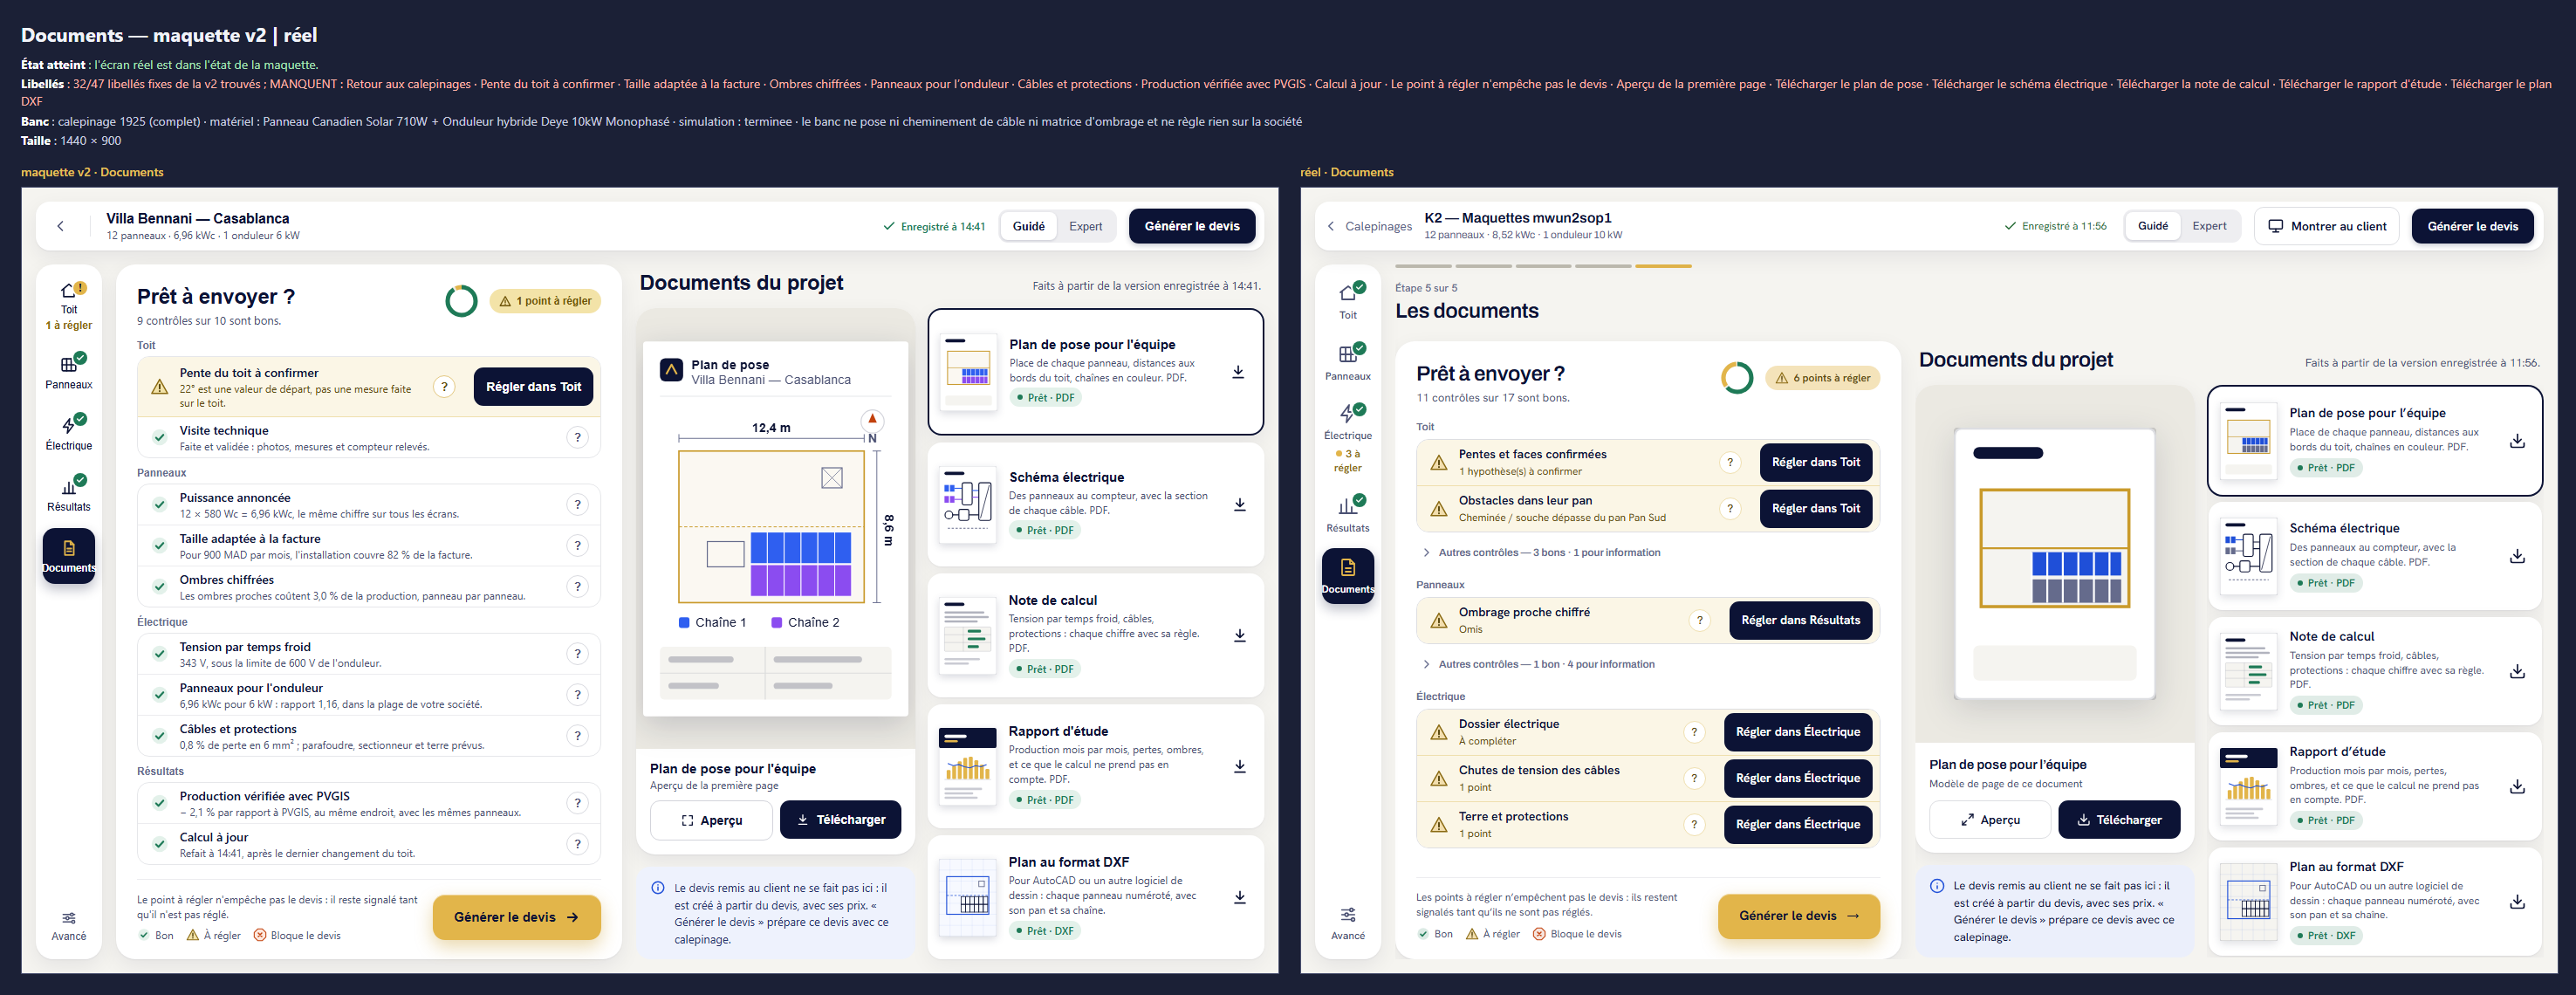 Documents — maquette v2 | réel
État atteint : l'écran réel est dans l'état de la maquette.
Libellés : 32/47 libellés fixes de la v2 trouvés ; MANQUENT : Retour aux calepinages · Pente du toit à confirmer · Taille adaptée à la facture · Ombres chiffrées · Panneaux pour l'onduleur · Câbles et protections · Production vérifiée avec PVGIS · Calcul à jour · Le point à régler n'empêche pas le devis · Aperçu de la première page · Télécharger le plan de pose · Télécharger le schéma électrique · Télécharger la note de calcul · Télécharger le rapport d'étude · Télécharger le plan
DXF
Banc : calepinage 1925 (complet) · matériel : Panneau Canadien Solar 710W + Onduleur hybride Deye 10kW Monophasé · simulation : terminee · le banc ne pose ni cheminement de câble ni matrice d'ombrage et ne règle rien sur la société
Taille : 1440 × 900
maquette v2 · Documents
Villa Bennani — Casablanca
12 panneaux · 6,96 kWc · 1 onduleur 6 kW
Enregistré à 14:41
Guidé
Expert
Générer le devis
Toit
1 à régler
Panneaux
Électrique
Résultats
Documents
Avancé
Prêt à envoyer ?
9 contrôles sur 10 sont bons.
1 point à régler
Toit
Pente du toit à confirmer
22° est une valeur de départ, pas une mesure faite
sur le toit.
?
Régler dans Toit
Visite technique
Faite et validée : photos, mesures et compteur relevés.
?
Panneaux
Puissance annoncée
12 × 580 Wc = 6,96 kWc, le même chiffre sur tous les écrans.
?
Taille adaptée à la facture
Pour 900 MAD par mois, l'installation couvre 82 % de la facture.
?
Ombres chiffrées
Les ombres proches coûtent 3,0 % de la production, panneau par panneau.
?
Électrique
Tension par temps froid
343 V, sous la limite de 600 V de l'onduleur.
?
Panneaux pour l'onduleur
6,96 kWc pour 6 kW : rapport 1,16, dans la plage de votre société.
?
Câbles et protections
0,8 % de perte en 6 mm² ; parafoudre, sectionneur et terre prévus.
?
Résultats
Production vérifiée avec PVGIS
− 2,1 % par rapport à PVGIS, au même endroit, avec les mêmes panneaux.
?
Calcul à jour
Refait à 14:41, après le dernier changement du toit.
?
Le point à régler n'empêche pas le devis : il reste signalé tant
qu'il n'est pas réglé.
Bon
À régler
Bloque le devis
Générer le devis →
Documents du projet
Faits à partir de la version enregistrée à 14:41.
Plan de pose
Villa Bennani — Casablanca
N
12,4 m
8,6 m
Chaîne 1
Chaîne 2
Plan de pose pour l'équipe
Aperçu de la première page
Aperçu
Télécharger
Le devis remis au client ne se fait pas ici : il
est créé à partir du devis, avec ses prix. «
Générer le devis » prépare ce devis avec ce
calepinage.
Plan de pose pour l'équipe
Place de chaque panneau, distances aux
bords du toit, chaînes en couleur. PDF.
Prêt · PDF
Schéma électrique
Des panneaux au compteur, avec la section
de chaque câble. PDF.
Prêt · PDF
Note de calcul
Tension par temps froid, câbles,
protections : chaque chiffre avec sa règle.
PDF.
Prêt · PDF
Rapport d'étude
Production mois par mois, pertes, ombres,
et ce que le calcul ne prend pas en
compte. PDF.
Prêt · PDF
Plan au format DXF
Pour AutoCAD ou un autre logiciel de
dessin : chaque panneau numéroté, avec
son pan et sa chaîne.
Prêt · DXF
réel · Documents
Calepinages
K2 — Maquettes mwun2sop1
12 panneaux · 8,52 kWc · 1 onduleur 10 kW
Enregistré à 11:56
Guidé
Expert
Montrer au client
Générer le devis
Toit
Panneaux
Électrique
3 à
régler
Résultats
Documents
Avancé
Étape 5 sur 5
Les documents
Prêt à envoyer ?
11 contrôles sur 17 sont bons.
6 points à régler
Toit
Pentes et faces confirmées
1 hypothèse(s) à confirmer
?
Régler dans Toit
Obstacles dans leur pan
Cheminée / souche dépasse du pan Pan Sud
?
Régler dans Toit
Autres contrôles — 3 bons · 1 pour information
Panneaux
Ombrage proche chiffré
Omis
?
Régler dans Résultats
Autres contrôles — 1 bon · 4 pour information
Électrique
Dossier électrique
À compléter
?
Régler dans Électrique
Chutes de tension des câbles
1 point
?
Régler dans Électrique
Terre et protections
1 point
?
Régler dans Électrique
Les points à régler n'empêchent pas le devis : ils restent
signalés tant qu'ils ne sont pas réglés.
Bon
À régler
Bloque le devis
Générer le devis →
Documents du projet
Faits à partir de la version enregistrée à 11:56.
Plan de pose pour l'équipe
Modèle de page de ce document
Aperçu
Télécharger
Le devis remis au client ne se fait pas ici : il
est créé à partir du devis, avec ses prix. «
Générer le devis » prépare ce devis avec ce
calepinage.
Plan de pose pour l'équipe
Place de chaque panneau, distances aux
bords du toit, chaînes en couleur. PDF.
Prêt · PDF
Schéma électrique
Des panneaux au compteur, avec la
section de chaque câble. PDF.
Prêt · PDF
Note de calcul
Tension par temps froid, câbles,
protections : chaque chiffre avec sa règle.
PDF.
Prêt · PDF
Rapport d'étude
Production mois par mois, pertes,
ombres, et ce que le calcul ne prend pas
en compte. PDF.
Prêt · PDF
Plan au format DXF
Pour AutoCAD ou un autre logiciel de
dessin : chaque panneau numéroté, avec
son pan et sa chaîne.
Prêt · DXF